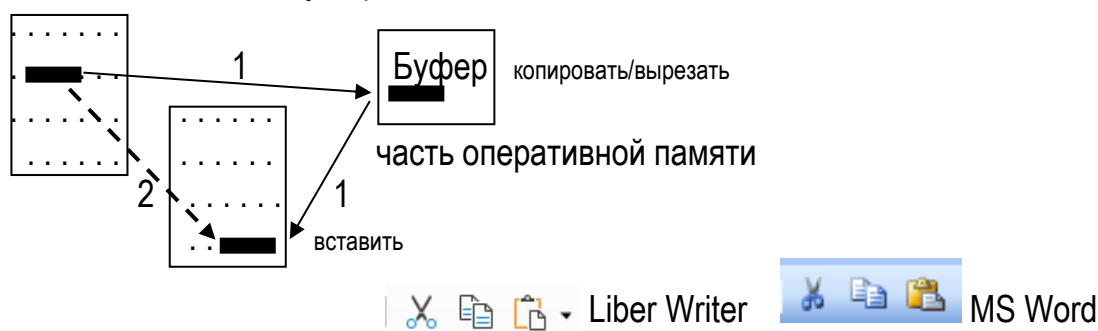 1
Буфер
копировать/вырезать
часть оперативной памяти
2
1
вставить
Liber Writer
MS Word